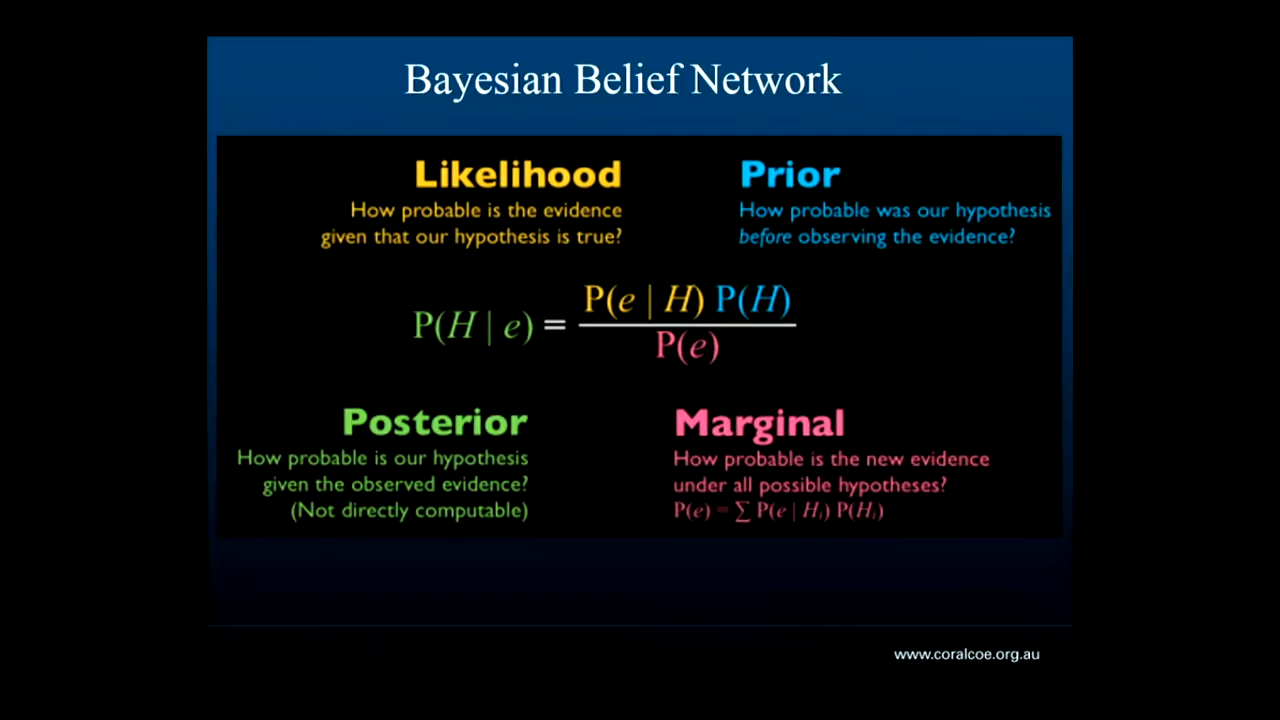 Bayesian Belief Network
Likelihood
How probable is the evidence
given that our hypothesis is true?
Prior
How probable was our hypothesis
before observing the evidence?
P(H | e) = P(e | H) P(H)
P(e)
Posterior
How probable is our hypothesis
given the observed evidence?
(Not directly computable)
Marginal
How probable is the new evidence
under all possible hypotheses?
P(e) = ∑ P(e | Hᵢ) P(Hᵢ)
www.coralcoe.org.au